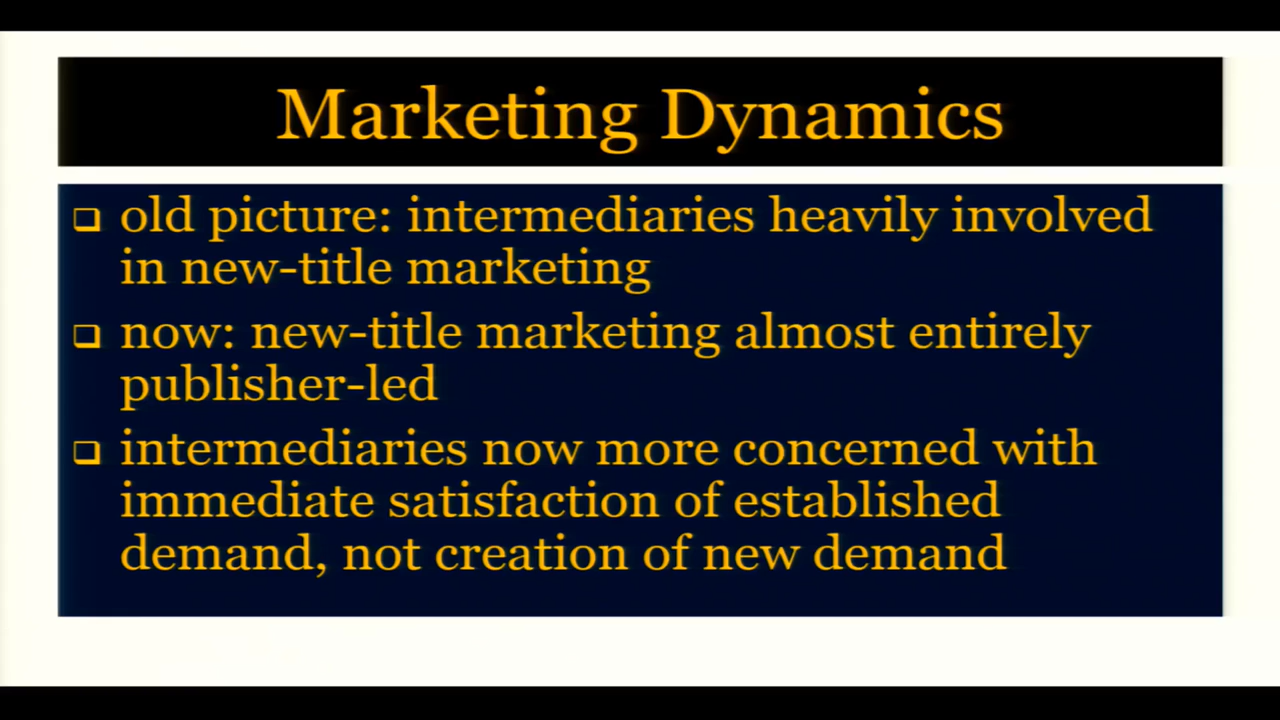 Marketing Dynamics
❑ old picture: intermediaries heavily involved
in new-title marketing
❑ now: new-title marketing almost entirely
publisher-led
❑ intermediaries now more concerned with
immediate satisfaction of established
demand, not creation of new demand